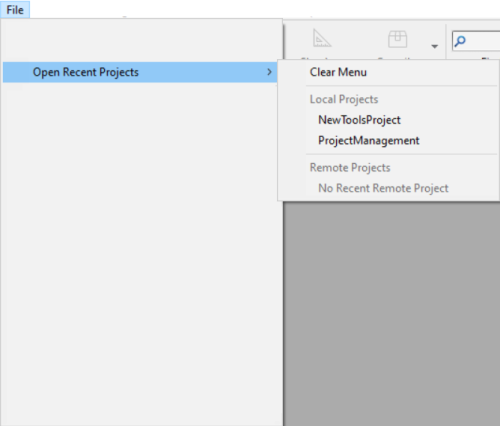 File
Open Recent Projects
Clear Menu
Local Projects
NewToolsProject
ProjectManagement
Remote Projects
No Recent Remote Project